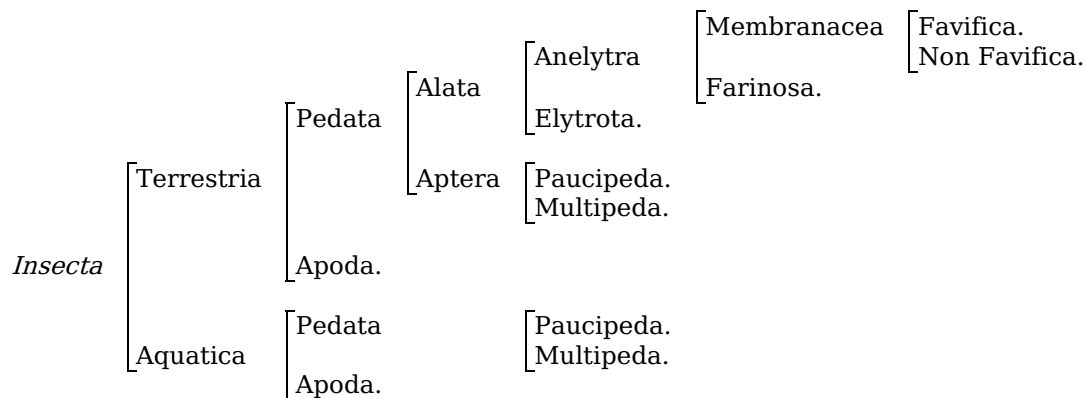 Membranacea Favifica.
Anelytra Non Favifica.
Alata Farinosa.
Pedata Elytrota.
Terrestria Aptera Paucipeda.
Multipeda.
Insecta Apoda.
Pedata Paucipeda.
Aquatica Multipeda.
Apoda.